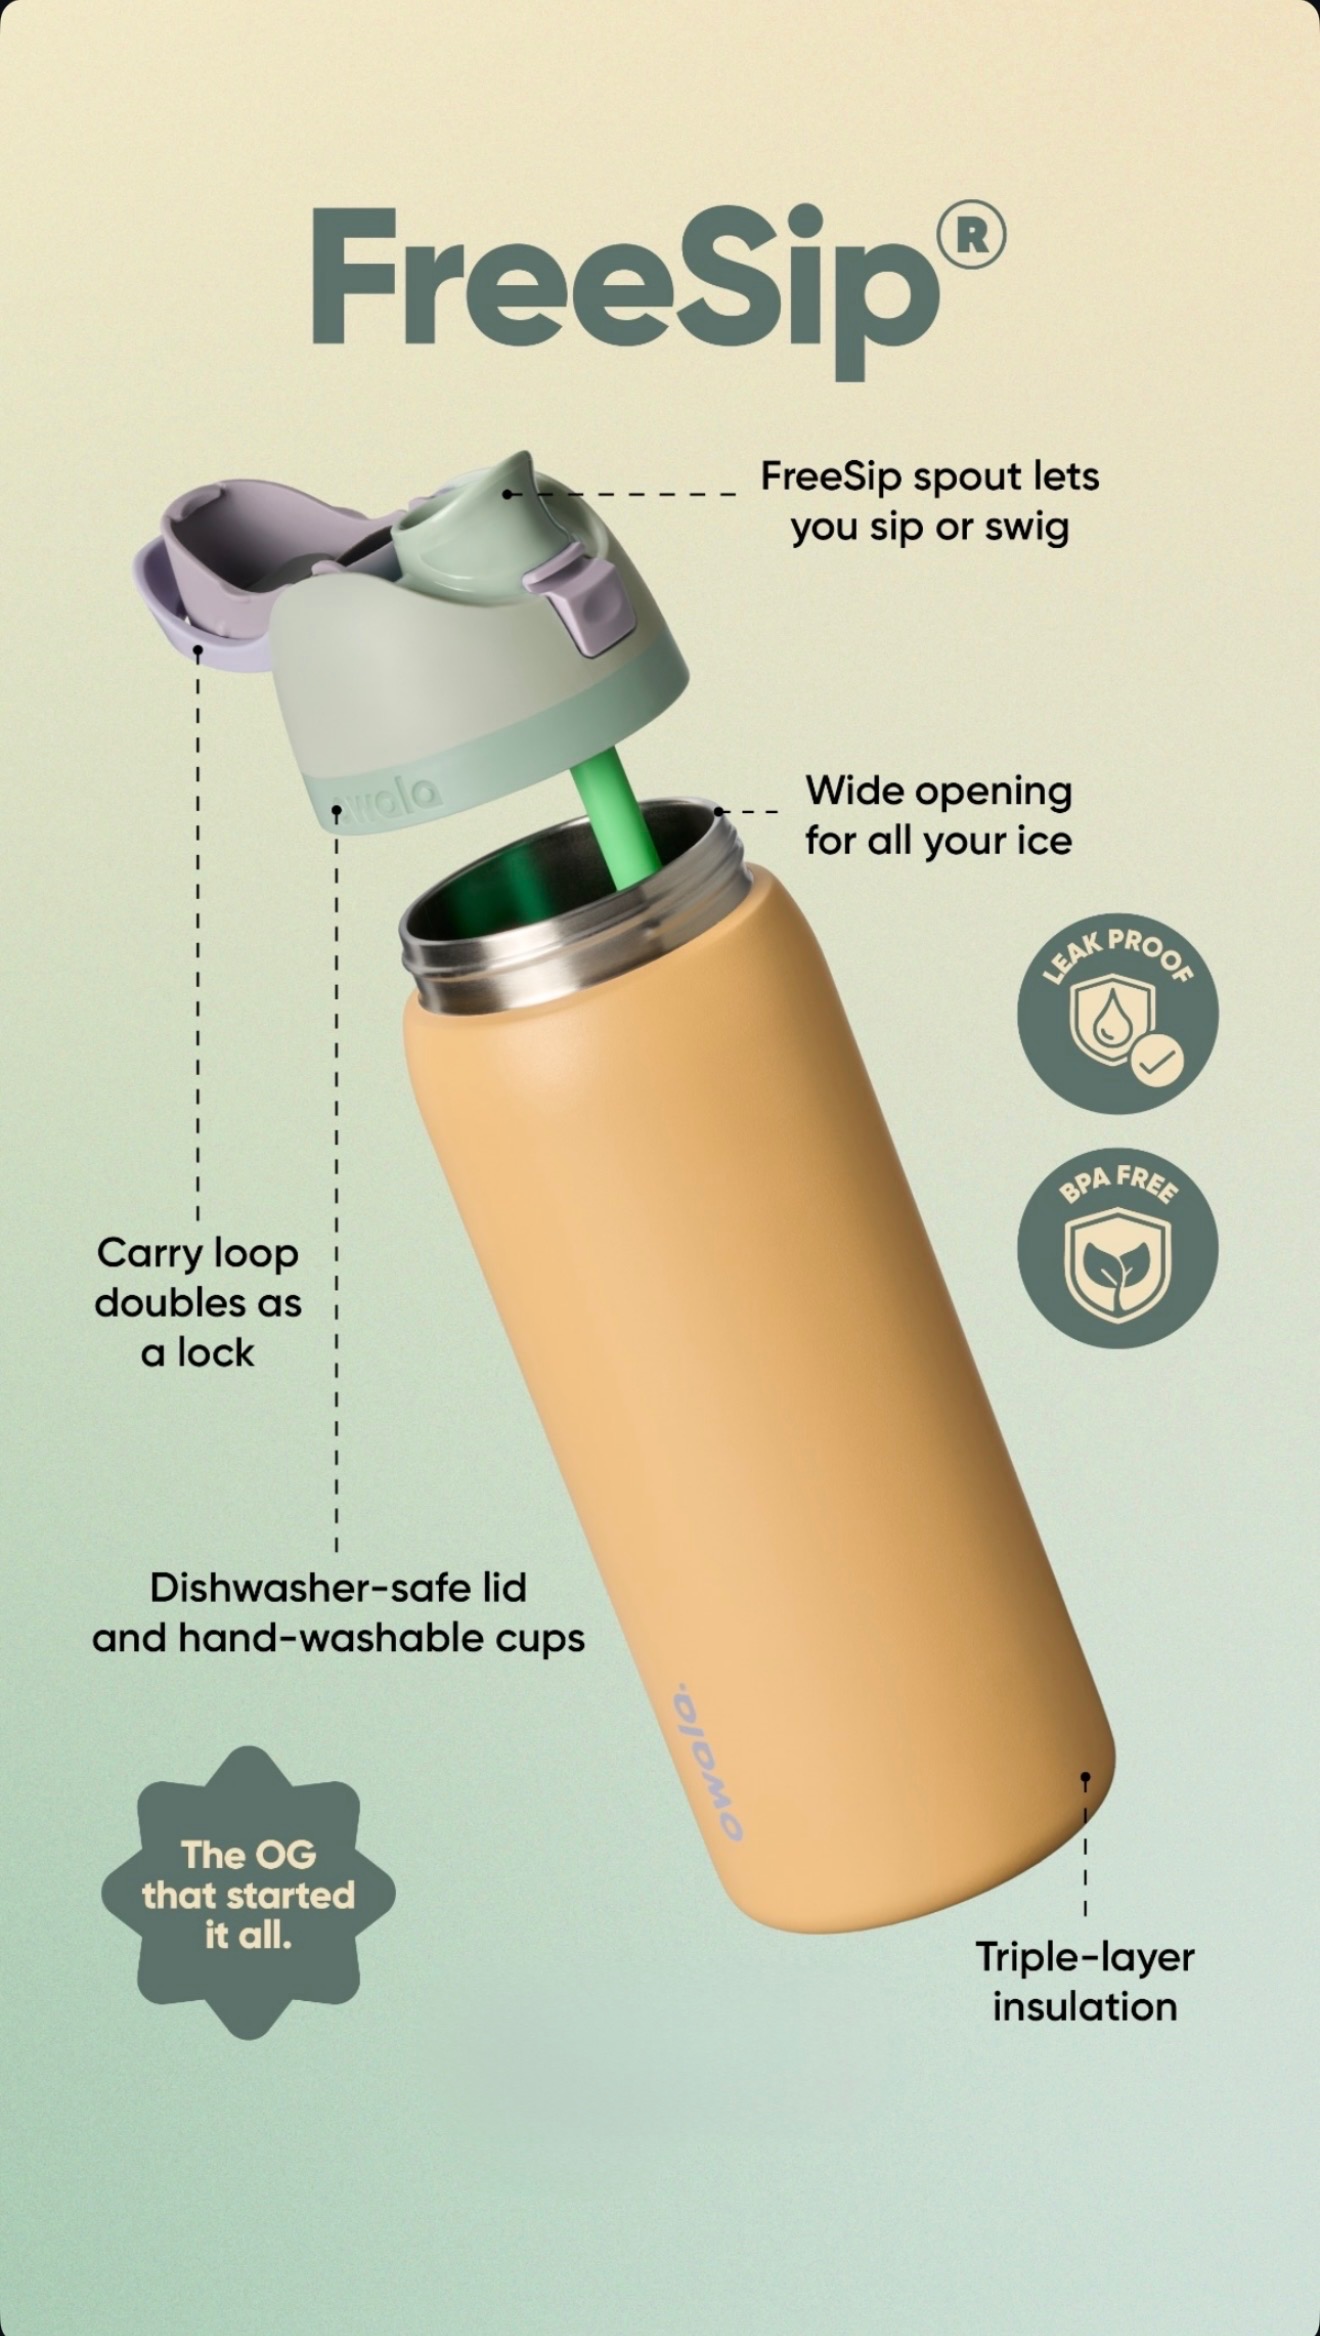 FreeSip®
FreeSip spout lets
you sip or swig
owala
Wide opening
for all your ice
LEAK PROOF
BPA FREE
Carry loop
doubles as
a lock
Dishwasher-safe lid
and hand-washable cups
owala.
The OG
that started
it all.
Triple-layer
insulation